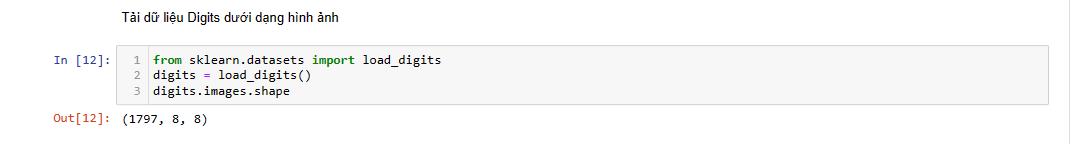 Tải dữ liệu Digits dưới dạng hình ảnh
In [12]:
1 from sklearn.datasets import load_digits
2 digits = load_digits()
3 digits.images.shape
Out[12]: (1797, 8, 8)